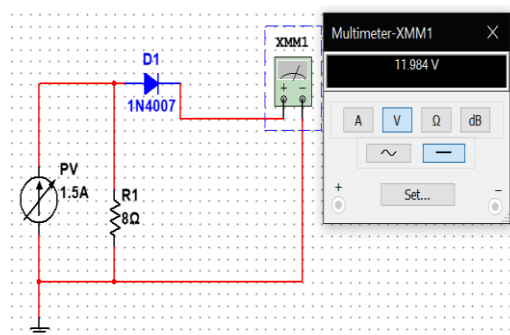 Multimeter-XMM1 X
11.984 V
A V Ω dB
Set...
+ −
XMM1
+ −
D1
1N4007
PV
1.5A
R1
8Ω